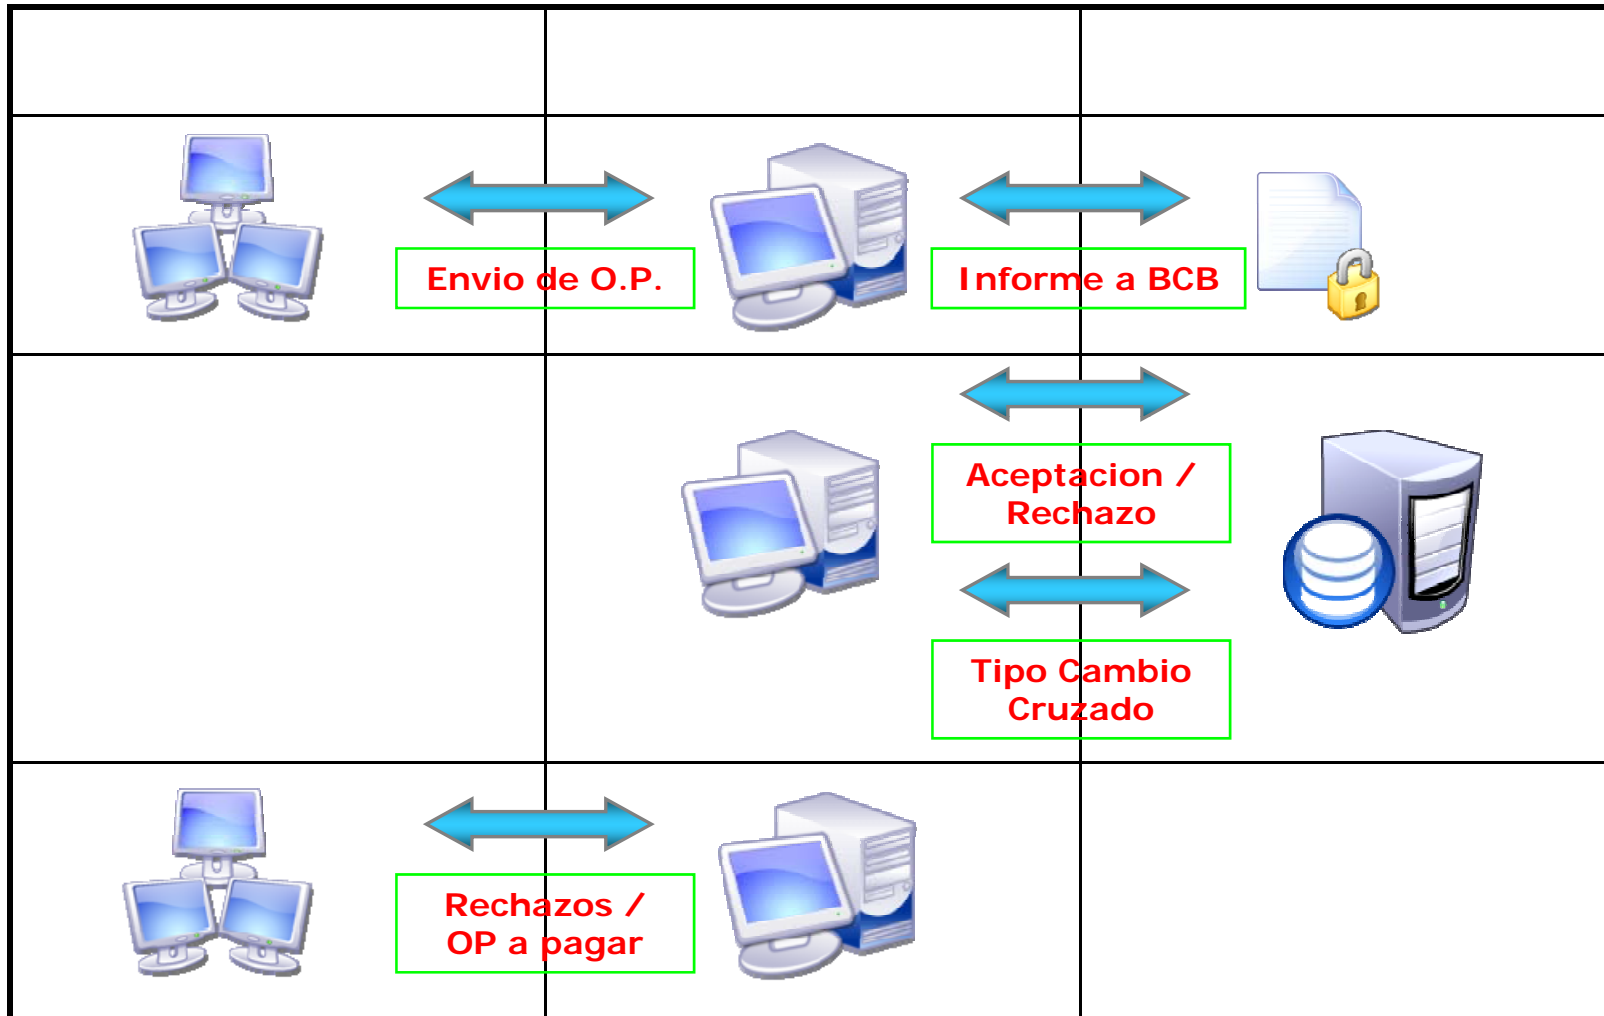 Envio de O.P.
Informe a BCB
Aceptacion /
Rechazo
Tipo Cambio
Cruzado
Rechazos /
OP a pagar